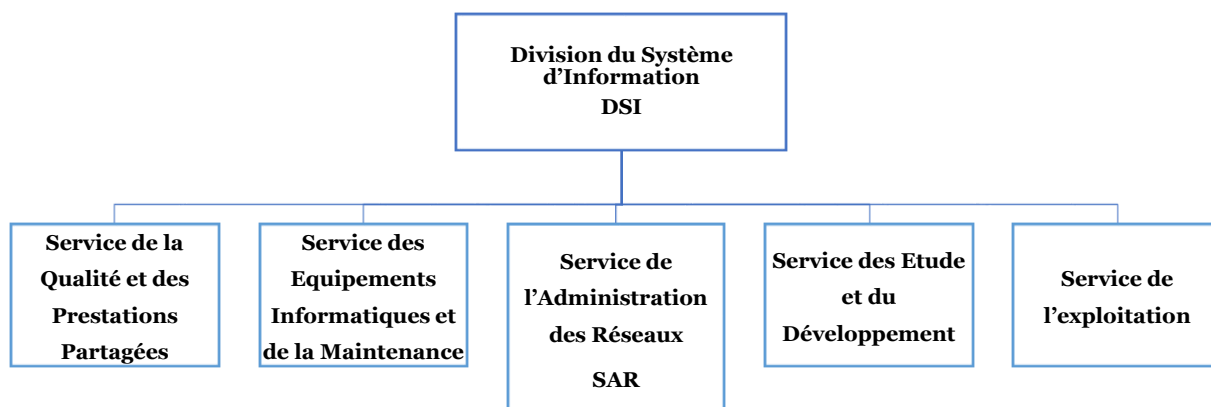 Division du Système
d’Information
DSI
Service de la
Qualité et des
Prestations
Partagées
Service des
Equipements
Informatiques et
de la Maintenance
Service de
l’Administration
des Réseaux
SAR
Service des Etude
et du
Développement
Service de
l’exploitation